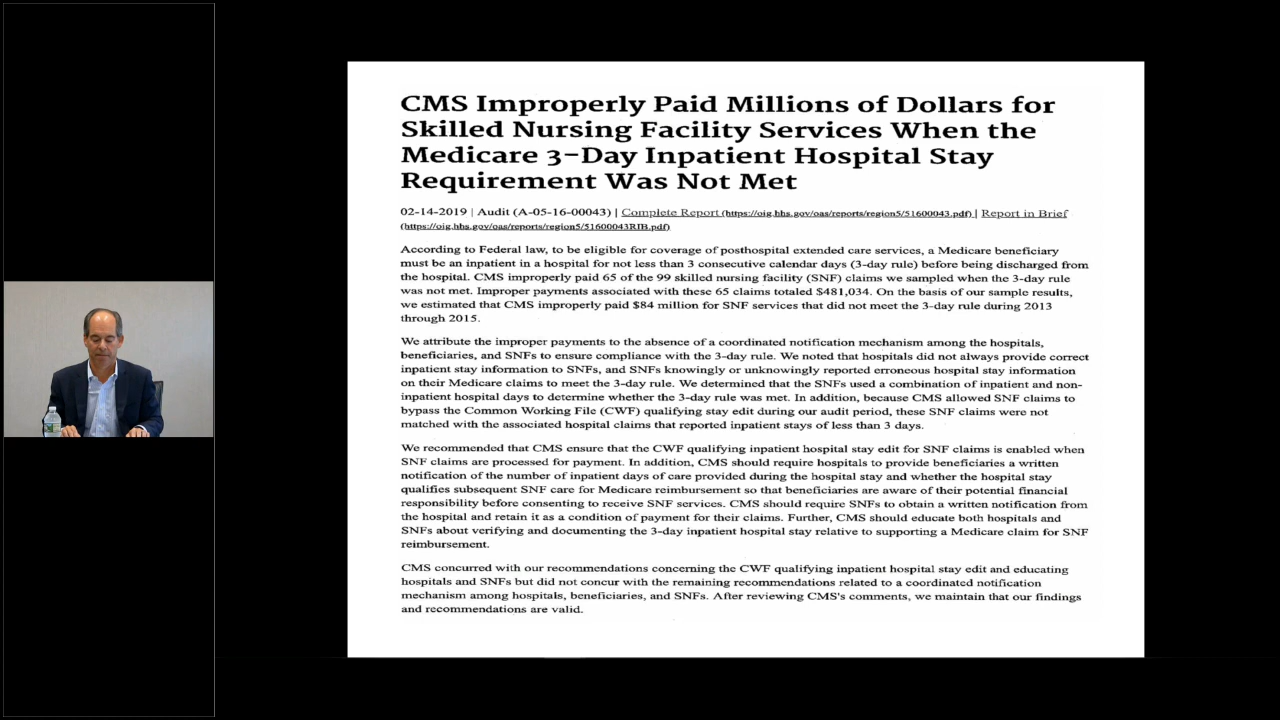 CMS Improperly Paid Millions of Dollars for
Skilled Nursing Facility Services When the
Medicare 3-Day Inpatient Hospital Stay
Requirement Was Not Met
02-14-2019 | Audit (A-05-16-00043) | Complete Report (https://oig.hhs.gov/oas/reports/region5/51600043.pdf) | Report in Brief
(https://oig.hhs.gov/oas/reports/region5/51600043RIB.pdf)
According to Federal law, to be eligible for coverage of posthospital extended care services, a Medicare beneficiary
must be an inpatient in a hospital for not less than 3 consecutive calendar days (3-day rule) before being discharged from
the hospital. CMS improperly paid 65 of the 99 skilled nursing facility (SNF) claims we sampled when the 3-day rule
was not met. Improper payments associated with these 65 claims totaled $481,034. On the basis of our sample results,
we estimated that CMS improperly paid $84 million for SNF services that did not meet the 3-day rule during 2013
through 2015.
We attribute the improper payments to the absence of a coordinated notification mechanism among the hospitals,
beneficiaries, and SNFs to ensure compliance with the 3-day rule. We noted that hospitals did not always provide correct
inpatient stay information to SNFs, and SNFs knowingly or unknowingly reported erroneous hospital stay information
on their Medicare claims to meet the 3-day rule. We determined that the SNFs used a combination of inpatient and non-
inpatient hospital days to determine whether the 3-day rule was met. In addition, because CMS allowed SNF claims to
bypass the Common Working File (CWF) qualifying stay edit during our audit period, these SNF claims were not
matched with the associated hospital claims that reported inpatient stays of less than 3 days.
We recommended that CMS ensure that the CWF qualifying inpatient hospital stay edit for SNF claims is enabled when
SNF claims are processed for payment. In addition, CMS should require hospitals to provide beneficiaries a written
notification of the number of inpatient days of care provided during the hospital stay and whether the hospital stay
qualifies subsequent SNF care for Medicare reimbursement so that beneficiaries are aware of their potential financial
responsibility before consenting to receive SNF services. CMS should require SNFs to obtain a written notification from
the hospital and retain it as a condition of payment for their claims. Further, CMS should educate both hospitals and
SNFs about verifying and documenting the 3-day inpatient hospital stay relative to supporting a Medicare claim for SNF
reimbursement.
CMS concurred with our recommendations concerning the CWF qualifying inpatient hospital stay edit and educating
hospitals and SNFs but did not concur with the remaining recommendations related to a coordinated notification
mechanism among hospitals, beneficiaries, and SNFs. After reviewing CMS's comments, we maintain that our findings
and recommendations are valid.